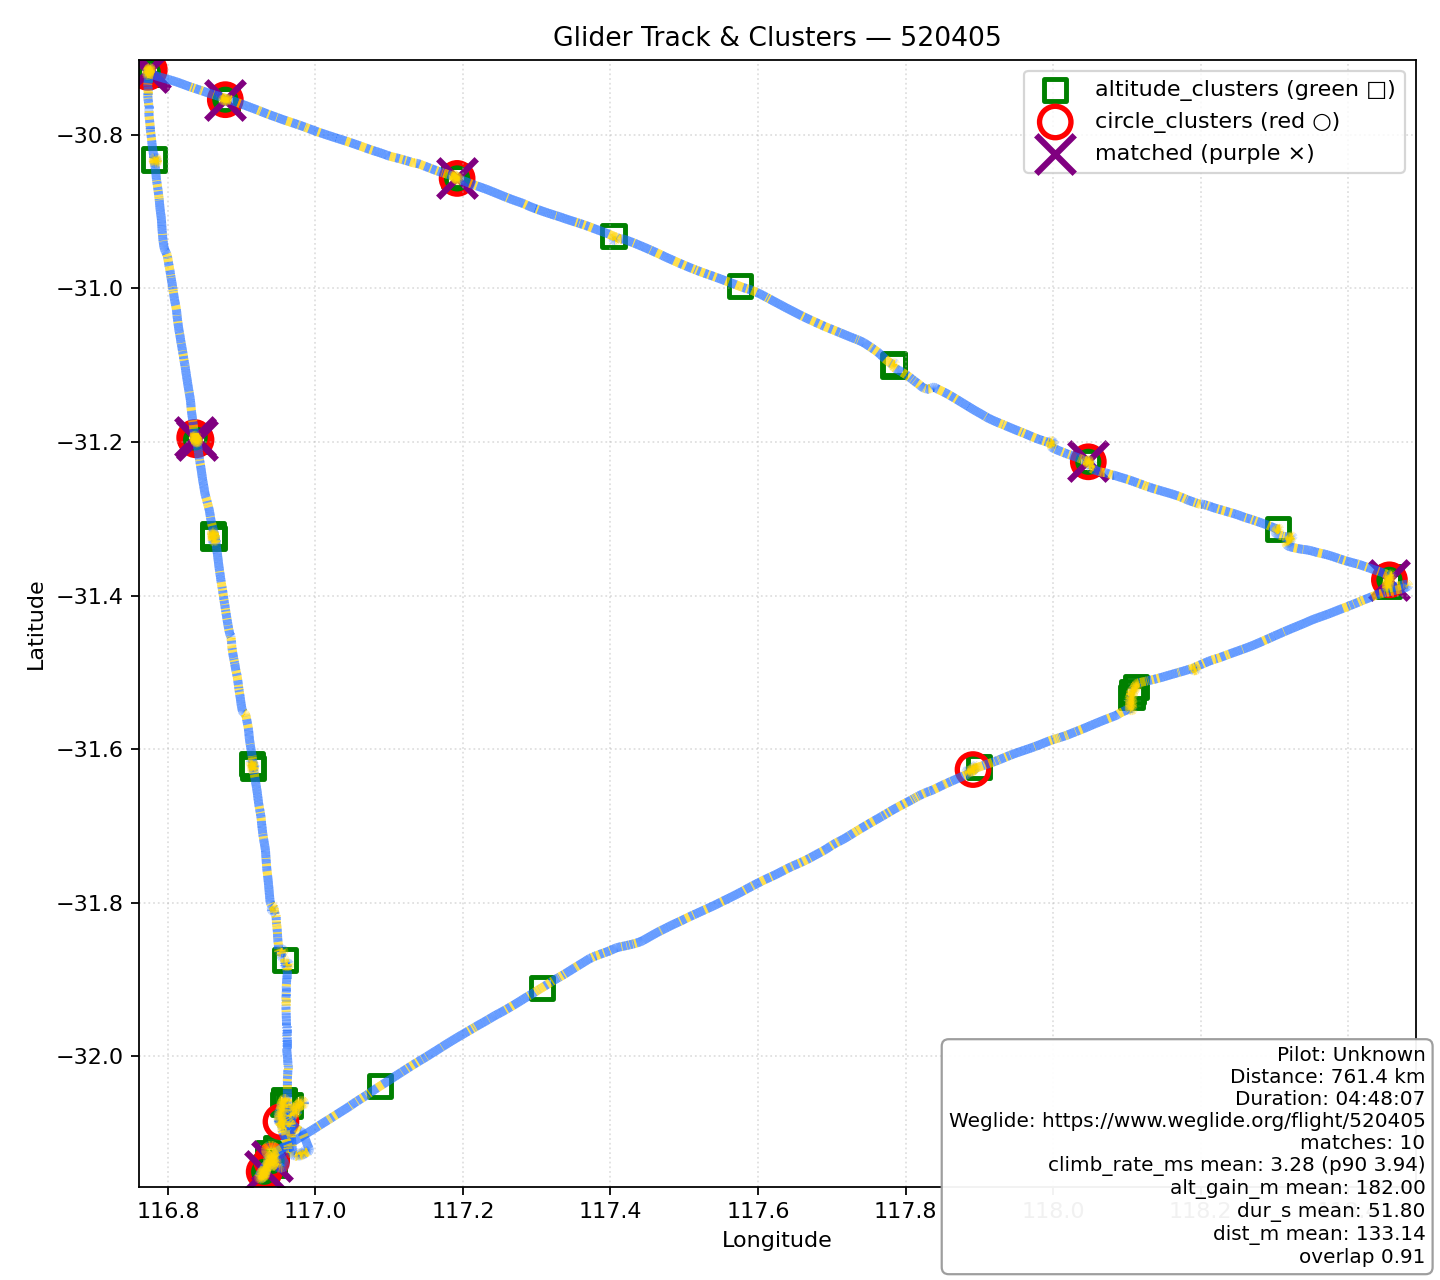 Glider Track & Clusters — 520405
altitude_clusters (green □)
circle_clusters (red ○)
matched (purple ×)
Latitude
−30.8
−31.0
−31.2
−31.4
−31.6
−31.8
−32.0
116.8
117.0
117.2
117.4
117.6
117.8
118.0
118.2
Longitude
Pilot: Unknown
Distance: 761.4 km
Duration: 04:48:07
Weglide: https://www.weglide.org/flight/520405
matches: 10
climb_rate_ms mean: 3.28 (p90 3.94)
alt_gain_m mean: 182.00
dur_s mean: 51.80
dist_m mean: 133.14
overlap 0.91